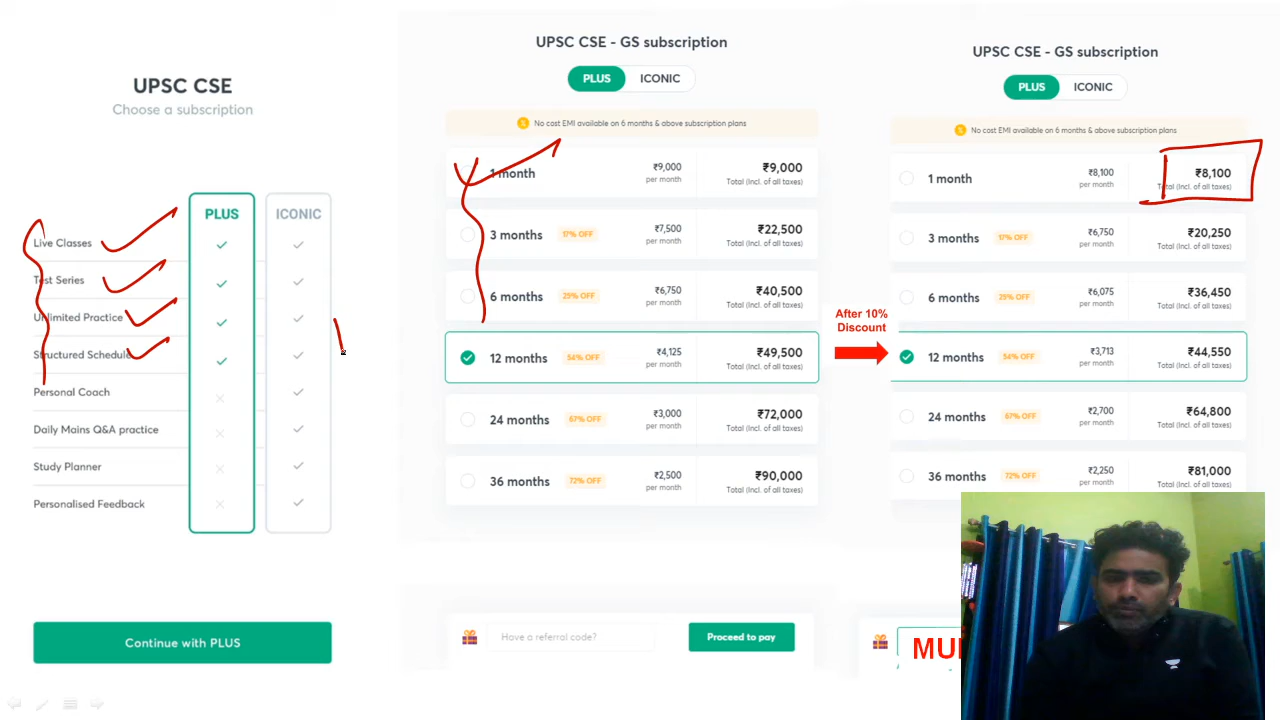 UPSC CSE
Choose a subscription
PLUS
ICONIC
Live Classes
Test Series
Unlimited Practice
Structured Schedule
Personal Coach
Daily Mains Q&A practice
Study Planner
Personalised Feedback
Continue with PLUS
UPSC CSE - GS subscription
PLUS
ICONIC
No cost EMI available on 6 months & above subscription plans
1 month
₹9,000
per month
₹9,000
Total (Incl. of all taxes)
3 months
17% OFF
₹7,500
per month
₹22,500
Total (Incl. of all taxes)
6 months
25% OFF
₹6,750
per month
₹40,500
Total (Incl. of all taxes)
12 months
54% OFF
₹4,125
per month
₹49,500
Total (Incl. of all taxes)
24 months
67% OFF
₹3,000
per month
₹72,000
Total (Incl. of all taxes)
36 months
72% OFF
₹2,500
per month
₹90,000
Total (Incl. of all taxes)
Have a referral code?
Proceed to pay
After 10%
Discount
UPSC CSE - GS subscription
PLUS
ICONIC
No cost EMI available on 6 months & above subscription plans
1 month
₹8,100
per month
₹8,100
Total (Incl. of all taxes)
3 months
17% OFF
₹6,750
per month
₹20,250
Total (Incl. of all taxes)
6 months
25% OFF
₹6,075
per month
₹36,450
Total (Incl. of all taxes)
12 months
54% OFF
₹3,713
per month
₹44,550
Total (Incl. of all taxes)
24 months
67% OFF
₹2,700
per month
₹64,800
Total (Incl. of all taxes)
36 months
72% OFF
₹2,250
per month
₹81,000
Total (Incl. of all taxes)